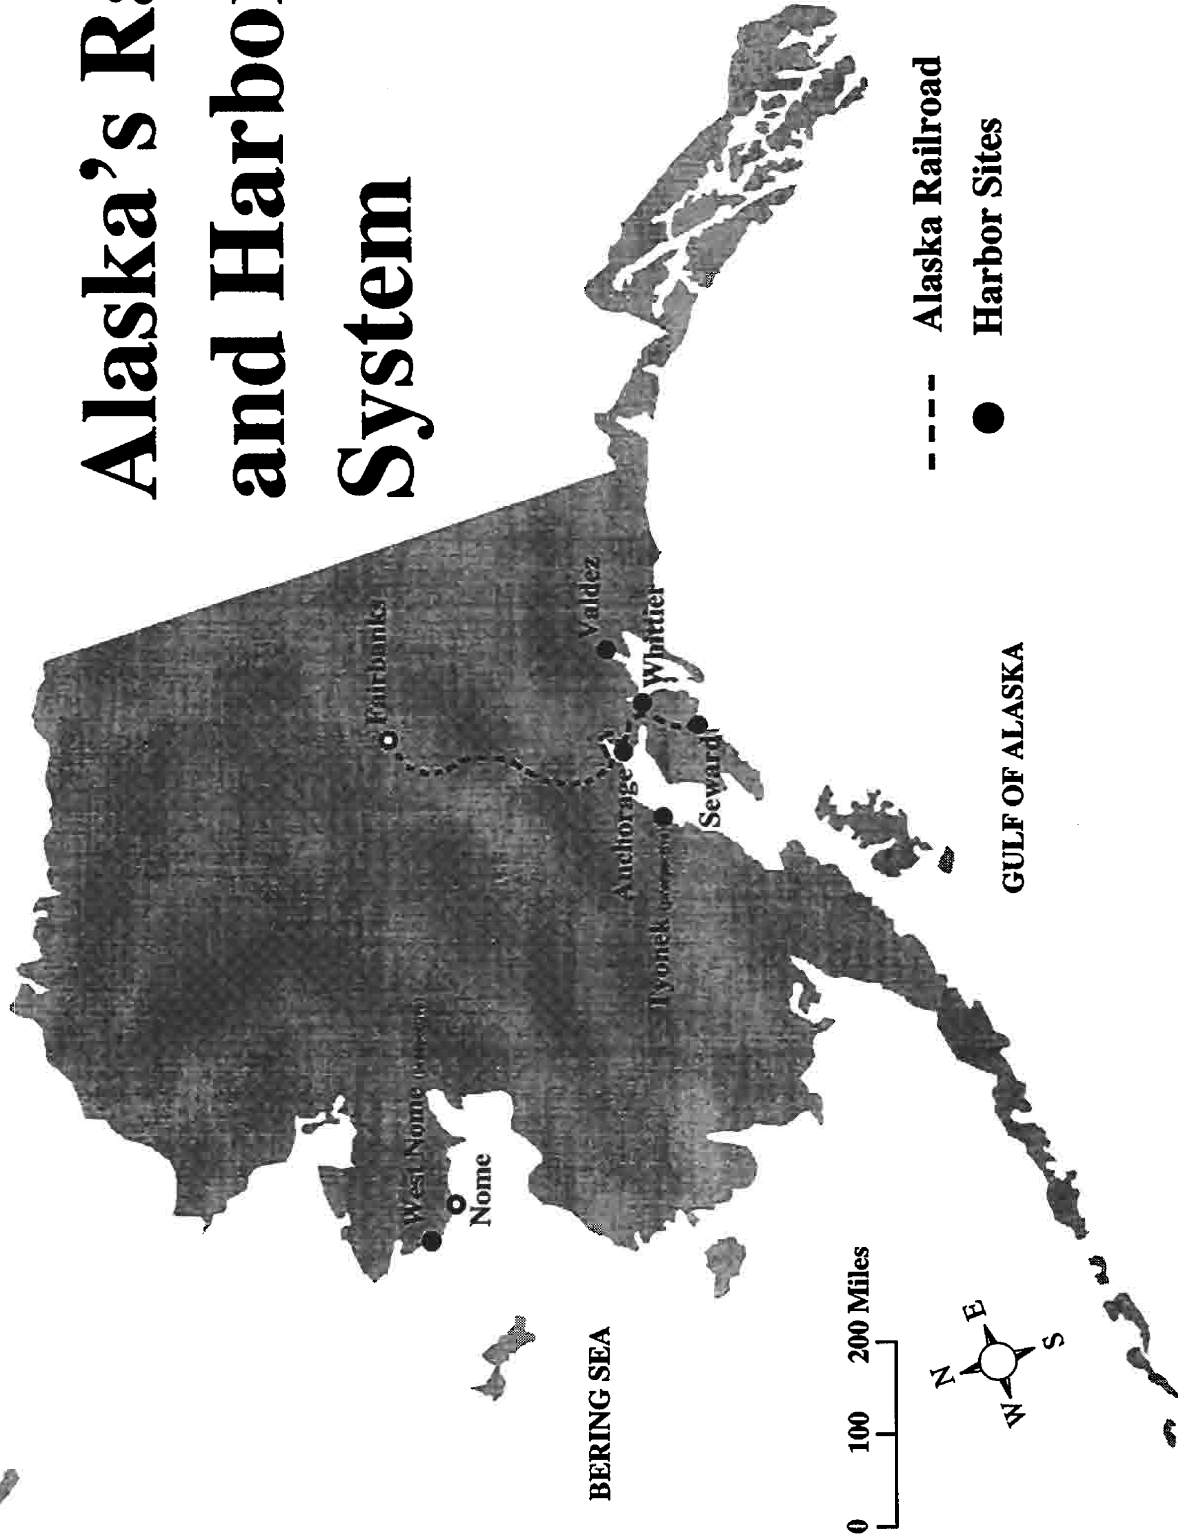 Alaska's Ra
and Harbor
System
Fairbanks
Valdez
Whittier
Anchorage
Seward
Tyonek
West Nome
Nome
BERING SEA
GULF OF ALASKA
Alaska Railroad
Harbor Sites
0 100 200 Miles
N
E
S
W